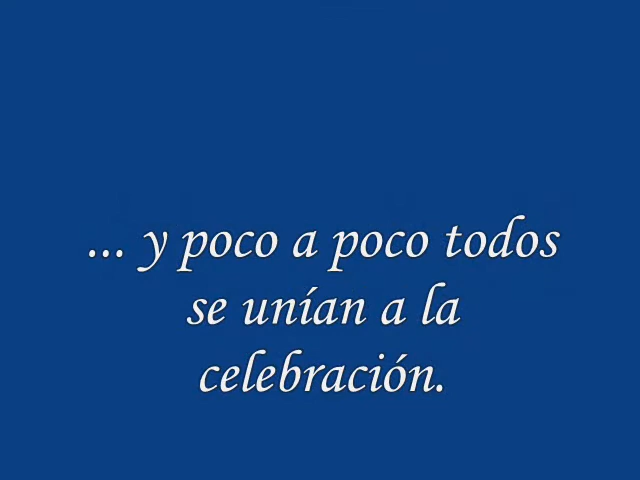 ... y poco a poco todos
se unían a la
celebración.